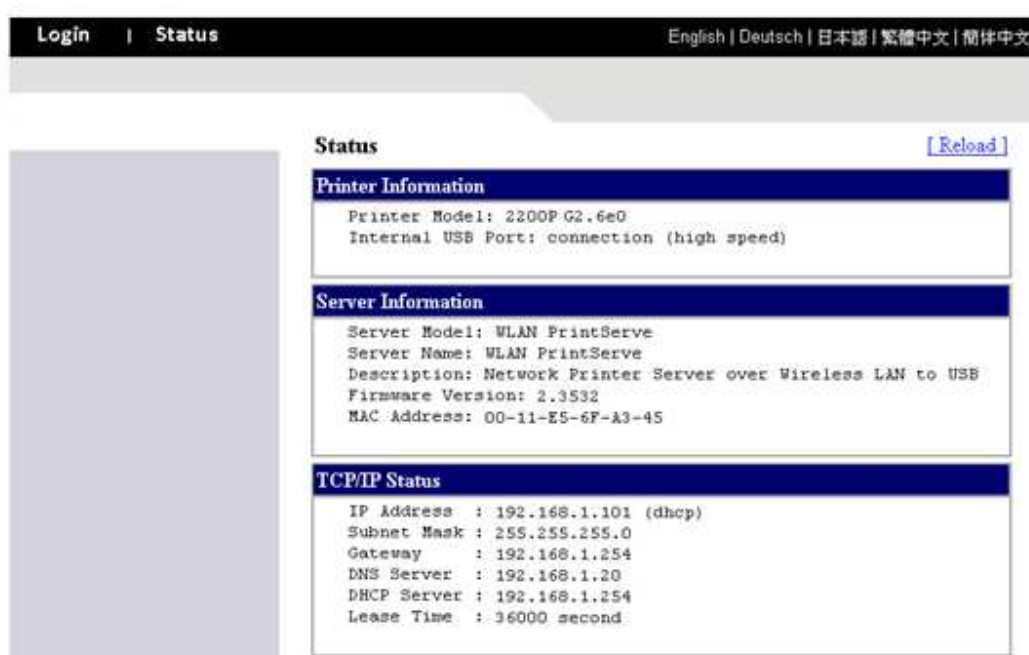 Login | Status English | Deutsch | 日本語 | 繁體中文 | 簡体中文
Status [ Reload ]
Printer Information
Printer Model: 2200P G2.6e0
Internal USB Port: connection (high speed)
Server Information
Server Model: WLAN PrintServe
Server Name: WLAN PrintServe
Description: Network Printer Server over Wireless LAN to USB
Firmware Version: 2.3532
MAC Address: 00-11-E5-6F-A3-45
TCP/IP Status
IP Address : 192.168.1.101 (dhcp)
Subnet Mask : 255.255.255.0
Gateway : 192.168.1.254
DNS Server : 192.168.1.20
DHCP Server : 192.168.1.254
Lease Time : 36000 second